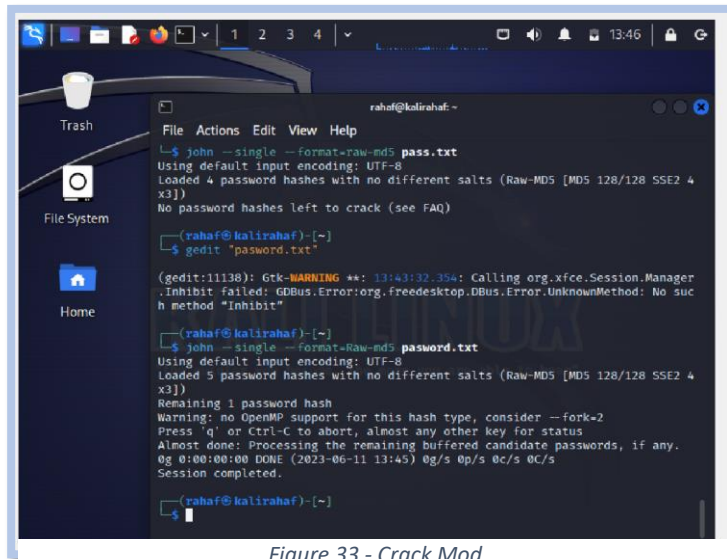 1 2 3 4 13:46
rahaf@kalirahaf: ~
Trash
File Actions Edit View Help
└─$ john --single --format=raw-md5 pass.txt
Using default input encoding: UTF-8
Loaded 4 password hashes with no different salts (Raw-MD5 [MD5 128/128 SSE2 4
x3])
No password hashes left to crack (see FAQ)
File System
┌──(rahaf㉿kalirahaf)-[~]
└─$ gedit "pasword.txt"
(gedit:11138): Gtk-WARNING **: 13:43:32.354: Calling org.xfce.Session.Manager
.Inhibit failed: GDBus.Error:org.freedesktop.DBus.Error.UnknownMethod: No suc
h method “Inhibit”
Home
┌──(rahaf㉿kalirahaf)-[~]
└─$ john --single --format=Raw-md5 pasword.txt
Using default input encoding: UTF-8
Loaded 5 password hashes with no different salts (Raw-MD5 [MD5 128/128 SSE2 4
x3])
Remaining 1 password hash
Warning: no OpenMP support for this hash type, consider --fork=2
Press 'q' or Ctrl-C to abort, almost any other key for status
Almost done: Processing the remaining buffered candidate passwords, if any.
0g 0:00:00:00 DONE (2023-06-11 13:45) 0g/s 0p/s 0c/s 0C/s
Session completed.
┌──(rahaf㉿kalirahaf)-[~]
└─$
Figure 33 - Crack Mod